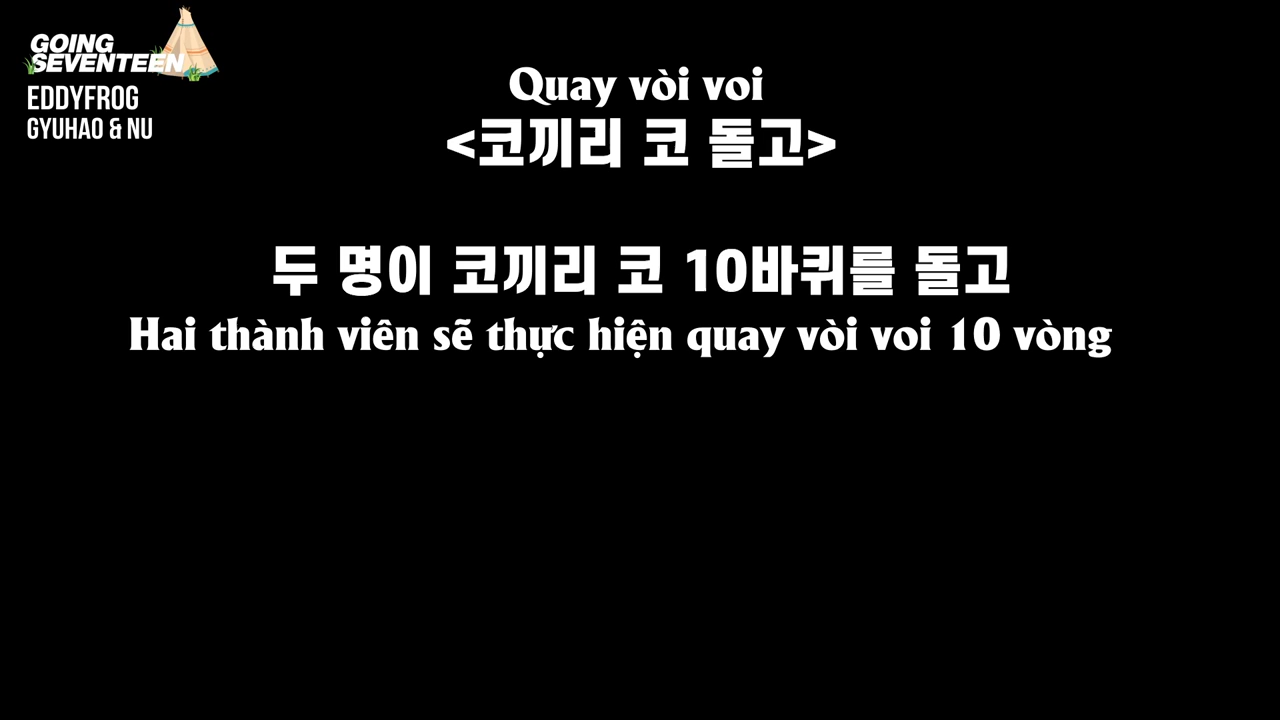 GOING
SEVENTEEN
EDDYFROG
GYUHAO & NU
Quay vòi voi
<코끼리 코 돌고>
두 명이 코끼리 코 10바퀴를 돌고
Hai thành viên sẽ thực hiện quay vòi voi 10 vòng